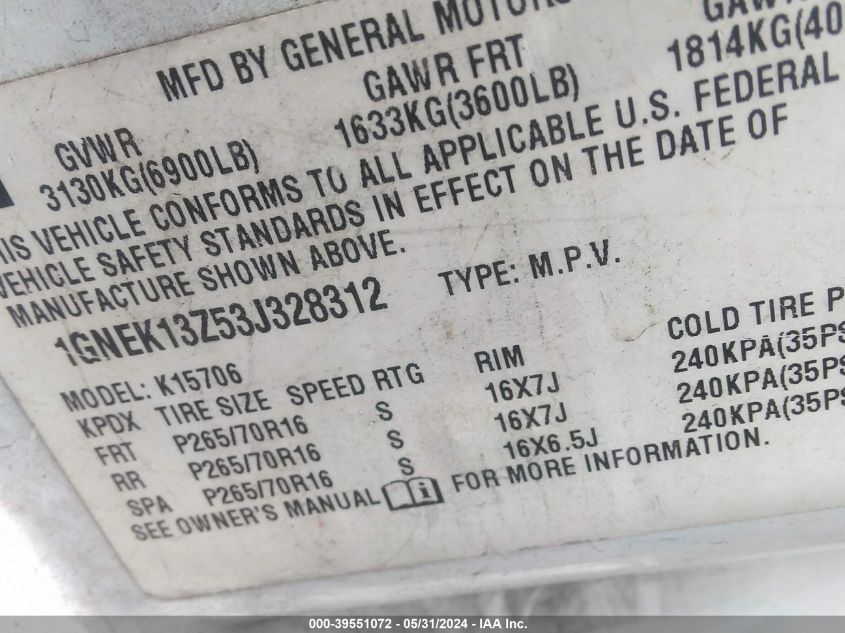 MFD BY GENERAL MOTORS
GVWR GAWR FRT GAWR
3130KG(6900LB) 1633KG(3600LB) 1814KG(40
THIS VEHICLE CONFORMS TO ALL APPLICABLE U.S. FEDERAL
VEHICLE SAFETY STANDARDS IN EFFECT ON THE DATE OF
MANUFACTURE SHOWN ABOVE.
1GNEK13Z53J328312 TYPE: M.P.V.
MODEL: K15706
KPDX TIRE SIZE SPEED RTG RIM COLD TIRE P
FRT P265/70R16 S 16X7J 240KPA(35PS
RR P265/70R16 S 16X7J 240KPA(35PS
SPA P265/70R16 S 16X6.5J 240KPA(35PS
SEE OWNER'S MANUAL i FOR MORE INFORMATION.
000-39551072 - 05/31/2024 - IAA Inc.